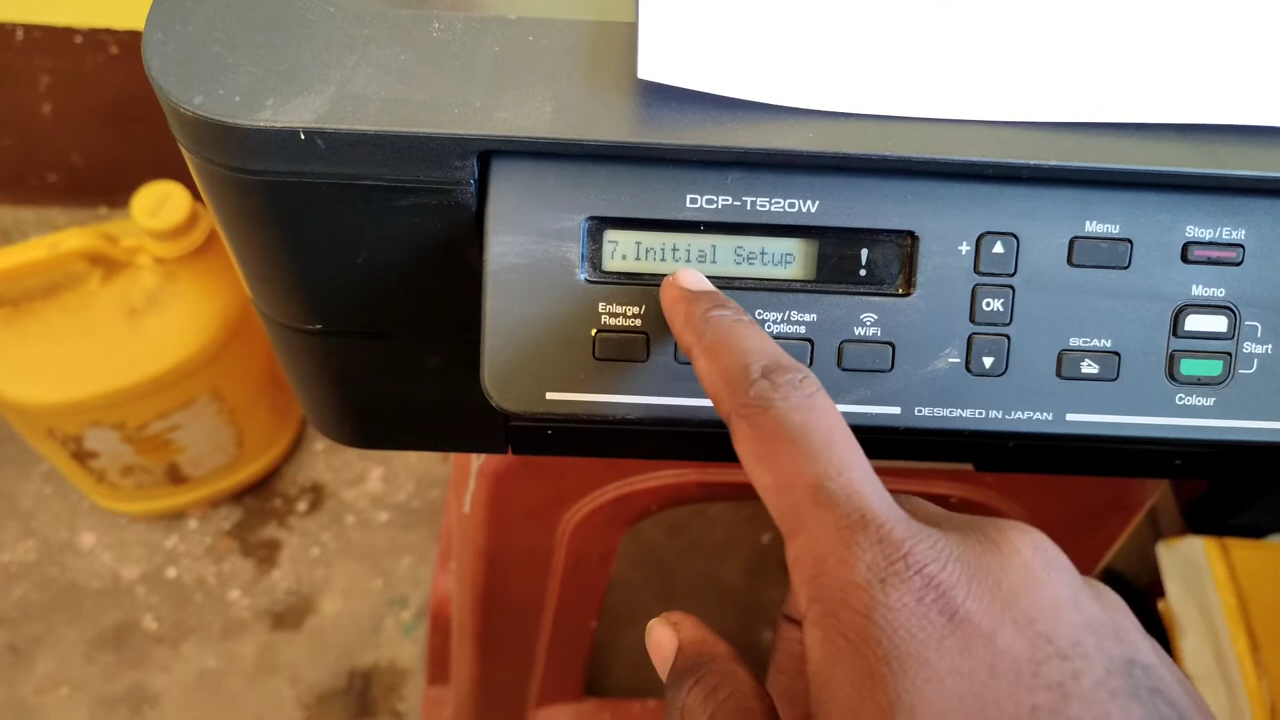 DCP-T520W
7.Initial Setup
!
Enlarge/
Reduce
Copy/Scan
Options
WiFi
+
OK
−
Menu
Stop/Exit
SCAN
Mono
Start
Colour
DESIGNED IN JAPAN